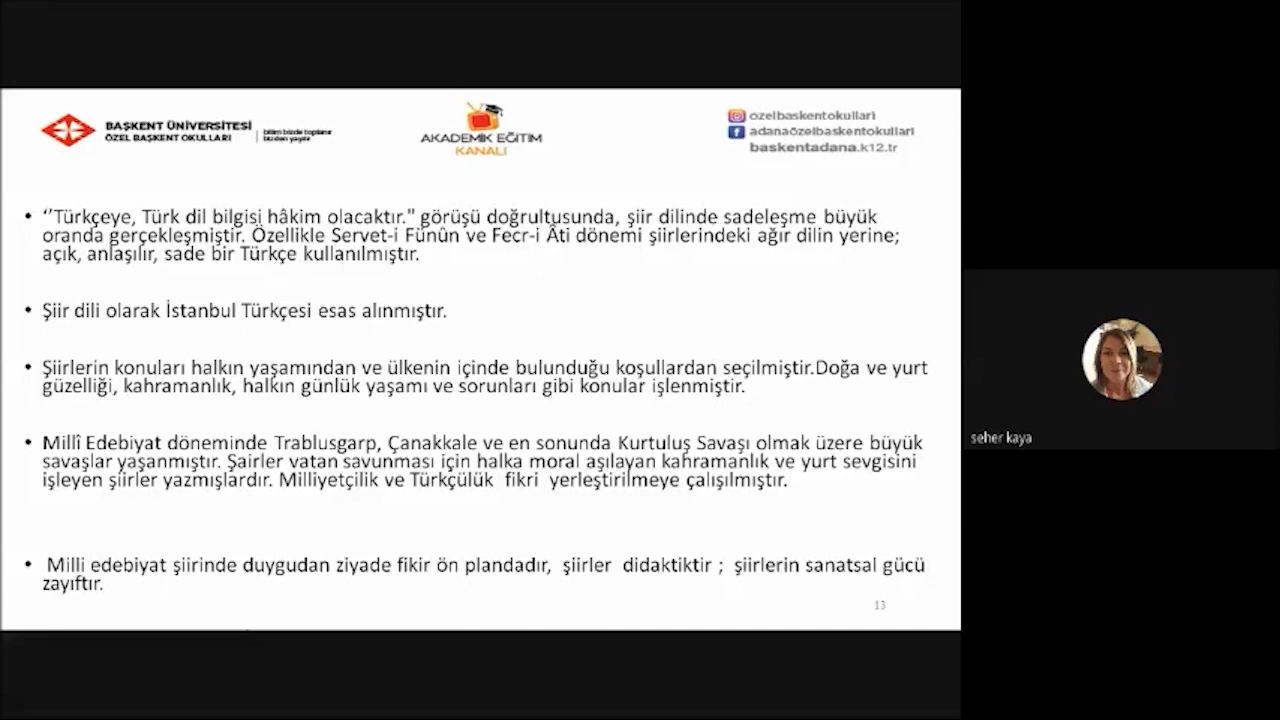 BAŞKENT ÜNİVERSİTESİ
ÖZEL BAŞKENT OKULLARI
bilim bizde toplanır
bizden yayılır
AKADEMİK EĞİTİM
KANALI
ozelbaskentokullari
adanaözelbaskentokullari
baskentadana.k12.tr
• ‘’Türkçeye, Türk dil bilgisi hâkim olacaktır." görüşü doğrultusunda, şiir dilinde sadeleşme büyük
oranda gerçekleşmiştir. Özellikle Servet-i Fünûn ve Fecr-i Âti dönemi şiirlerindeki ağır dilin yerine;
açık, anlaşılır, sade bir Türkçe kullanılmıştır.
• Şiir dili olarak İstanbul Türkçesi esas alınmıştır.
• Şiirlerin konuları halkın yaşamından ve ülkenin içinde bulunduğu koşullardan seçilmiştir.Doğa ve yurt
güzelliği, kahramanlık, halkın günlük yaşamı ve sorunları gibi konular işlenmiştir.
• Millî Edebiyat döneminde Trablusgarp, Çanakkale ve en sonunda Kurtuluş Savaşı olmak üzere büyük
savaşlar yaşanmıştır. Şairler vatan savunması için halka moral aşılayan kahramanlık ve yurt sevgisini
işleyen şiirler yazmışlardır. Milliyetçilik ve Türkçülük fikri yerleştirilmeye çalışılmıştır.
• Milli edebiyat şiirinde duygudan ziyade fikir ön plandadır, şiirler didaktiktir ; şiirlerin sanatsal gücü
zayıftır.
13
seher kaya